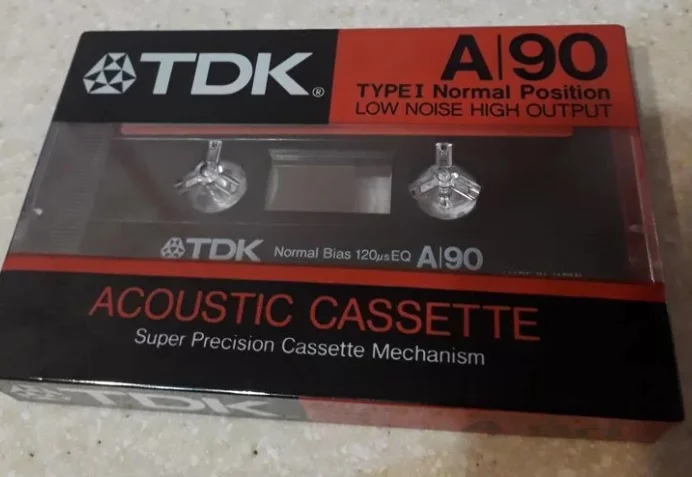 TDK® A|90
TYPE I Normal Position
LOW NOISE HIGH OUTPUT
TDK Normal Bias 120µs EQ A|90
ACOUSTIC CASSETTE
Super Precision Cassette Mechanism
TDK